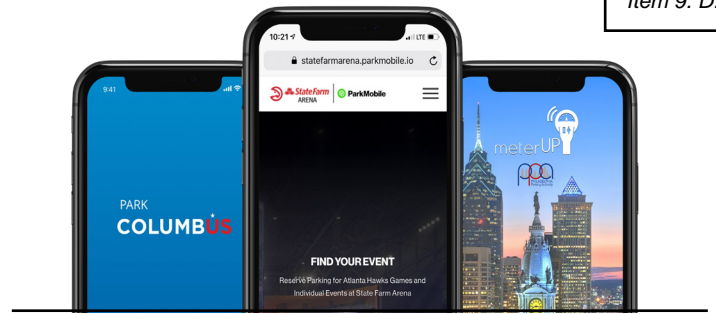 Item 9. D.
9:41
PARK
COLUMBUS
10:21
LTE
statefarmarena.parkmobile.io
State Farm
ARENA
ParkMobile
FIND YOUR EVENT
Reserve Parking for Atlanta Hawks Games and
Individual Events at State Farm Arena
meterUP
PPA